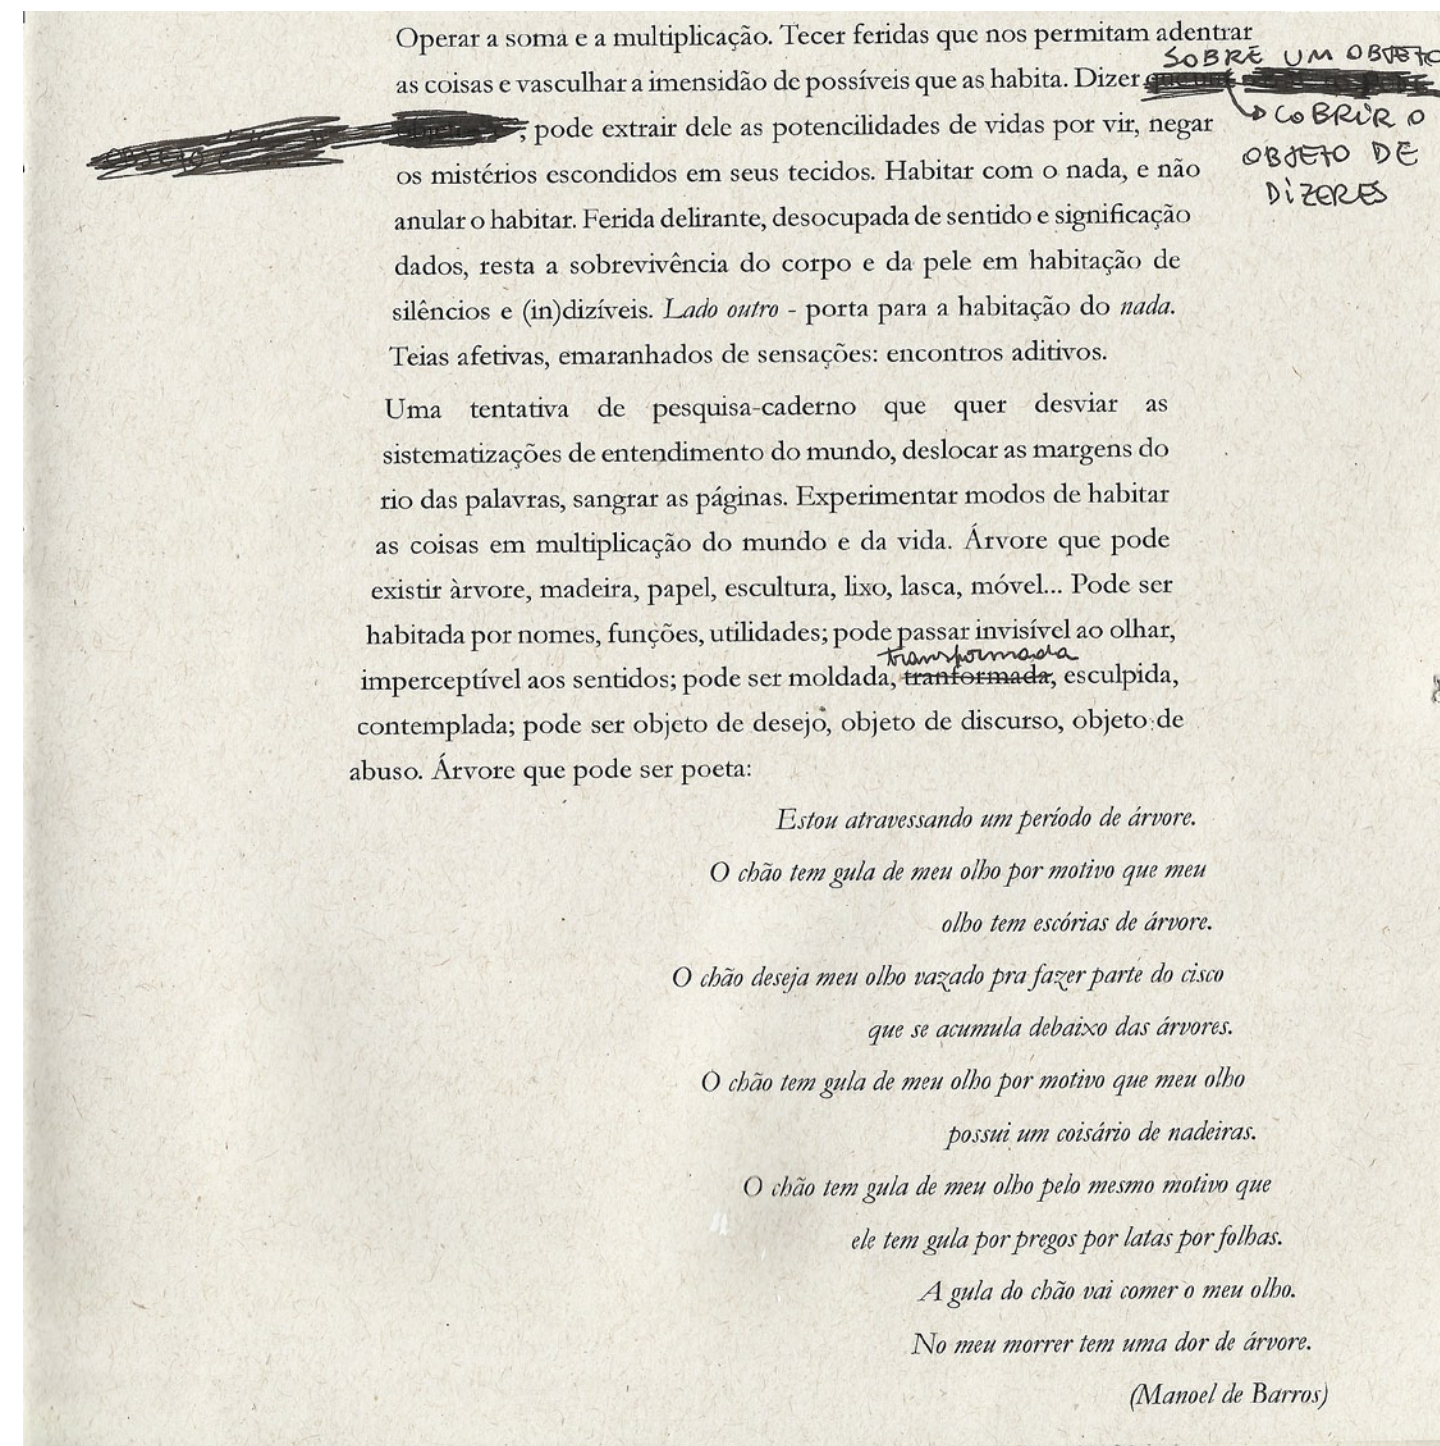 Operar a soma e a multiplicação. Tecer feridas que nos permitam adentrar
SOBRE UM OBJETO
as coisas e vasculhar a imensidão de possíveis que as habita. Dizer
COBRIR O
, pode extrair dele as potencilidades de vidas por vir, negar
OBJETO DE
os mistérios escondidos em seus tecidos. Habitar com o nada, e não
DIZERES
anular o habitar. Ferida delirante, desocupada de sentido e significação
dados, resta a sobrevivência do corpo e da pele em habitação de
silêncios e (in)dizíveis. Lado outro - porta para a habitação do nada.
Teias afetivas, emaranhados de sensações: encontros aditivos.
Uma tentativa de pesquisa-caderno que quer desviar as
sistematizações de entendimento do mundo, deslocar as margens do
rio das palavras, sangrar as páginas. Experimentar modos de habitar
as coisas em multiplicação do mundo e da vida. Árvore que pode
existir àrvore, madeira, papel, escultura, lixo, lasca, móvel... Pode ser
habitada por nomes, funções, utilidades; pode passar invisível ao olhar,
transformada
imperceptível aos sentidos; pode ser moldada, tranformada, esculpida,
contemplada; pode ser objeto de desejo, objeto de discurso, objeto de
abuso. Árvore que pode ser poeta:
Estou atravessando um período de árvore.
O chão tem gula de meu olho por motivo que meu
olho tem escórias de árvore.
O chão deseja meu olho vazado pra fazer parte do cisco
que se acumula debaixo das árvores.
O chão tem gula de meu olho por motivo que meu olho
possui um coisário de nadeiras.
O chão tem gula de meu olho pelo mesmo motivo que
ele tem gula por pregos por latas por folhas.
A gula do chão vai comer o meu olho.
No meu morrer tem uma dor de árvore.
(Manoel de Barros)